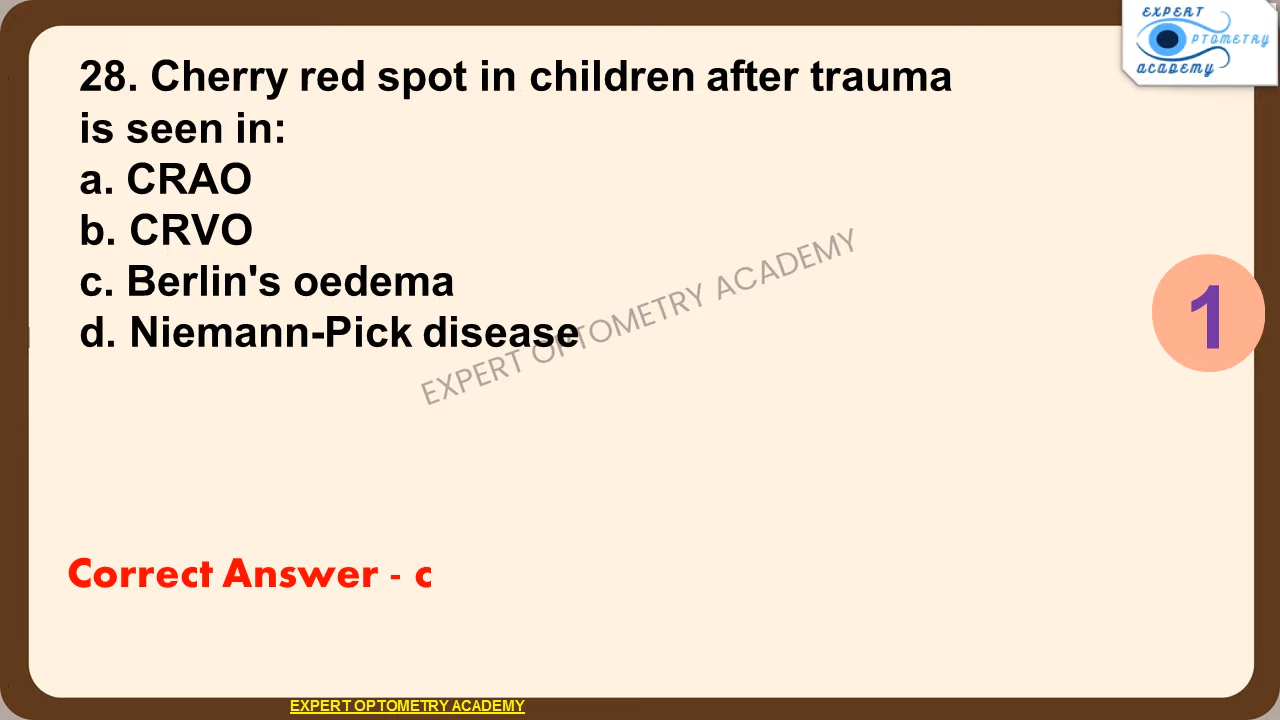 EXPERT
OPTOMETRY
academy
28. Cherry red spot in children after trauma
is seen in:
a. CRAO
b. CRVO
c. Berlin's oedema
d. Niemann-Pick disease
EXPERT OPTOMETRY ACADEMY
1
Correct Answer - c
EXPERT OPTOMETRY ACADEMY